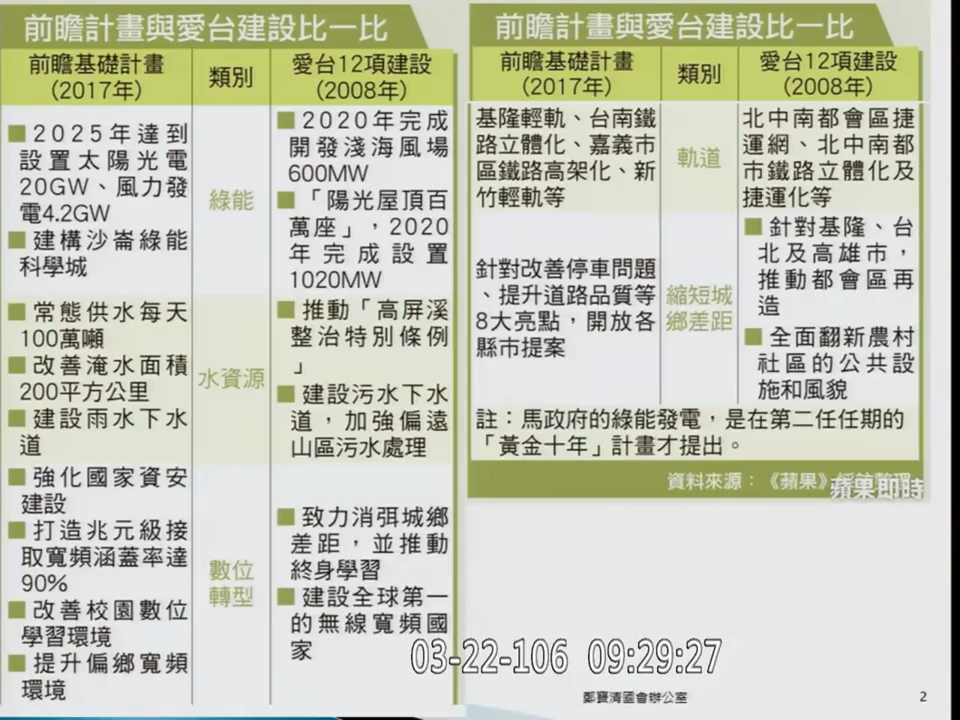 前瞻計畫與愛台建設比一比
前瞻基礎計畫
(2017年)
類別
愛台12項建設
(2008年)
■2025年達到
設置太陽光電
20GW、風力發
電4.2GW
■建構沙崙綠能
科學城
綠能
■2020年完成
開發淺海風場
600MW
■「陽光屋頂百
萬座」,2020
年完成設置
1020MW
■常態供水每天
100萬噸
■改善淹水面積
200平方公里
■建設雨水下水
道
水資源
■推動「高屏溪
整治特別條例
」
■建設污水下水
道,加強偏遠
山區污水處理
■強化國家資安
建設
■打造兆元級接
取寬頻涵蓋率達
90%
■改善校園數位
學習環境
■提升偏鄉寬頻
環境
數位
轉型
■致力消弭城鄉
差距,並推動
終身學習
■建設全球第一
的無線寬頻國
家
前瞻計畫與愛台建設比一比
前瞻基礎計畫
(2017年)
類別
愛台12項建設
(2008年)
基隆輕軌、台南鐵
路立體化、嘉義市
區鐵路高架化、新
竹輕軌等
軌道
北中南都會區捷
運網、北中南都
市鐵路立體化及
捷運化等
針對改善停車問題
、提升道路品質等
8大亮點,開放各
縣市提案
縮短城
鄉差距
■針對基隆、台
北及高雄市,
推動都會區再
造
■全面翻新農村
社區的公共設
施和風貌
註:馬政府的綠能發電,是在第二任任期的
「黃金十年」計畫才提出。
資料來源:《蘋果》
蘋果即時
03-22-106 09:29:27
鄭寶清國會辦公室
2